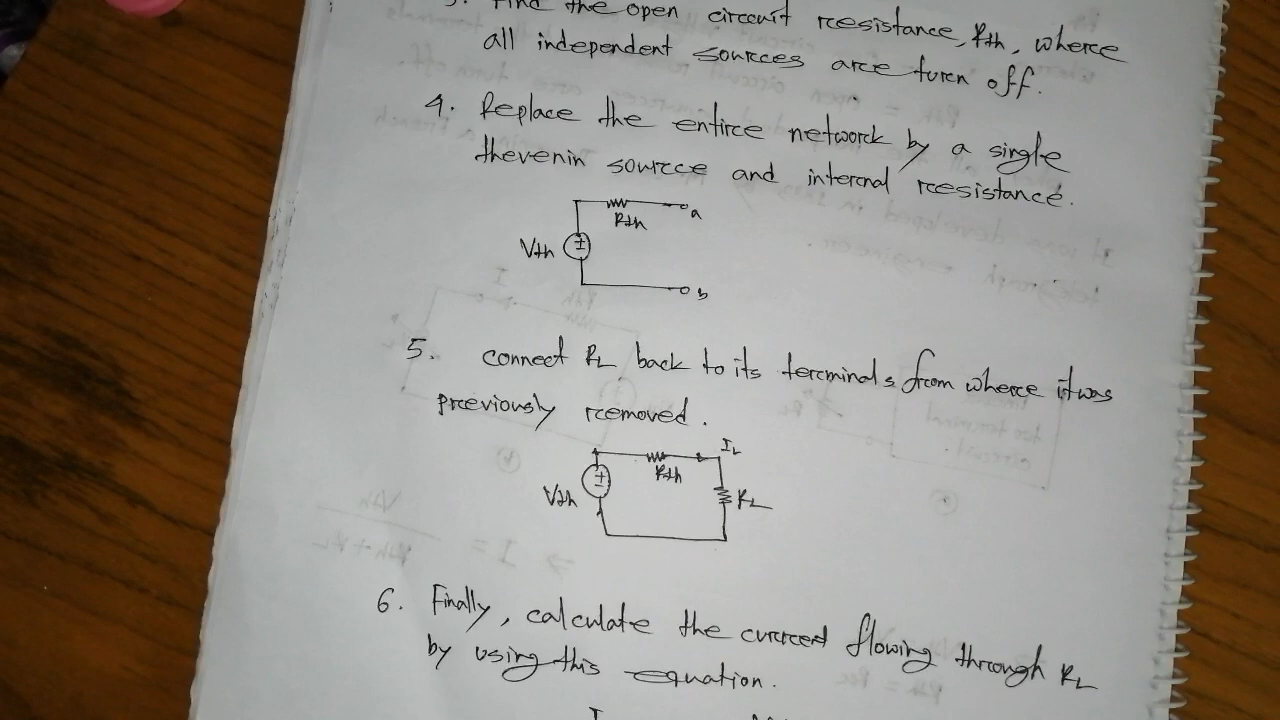 3. Find the open circuit resistance, Rth, where
all independent sources are turn off.
4. Replace the entire network by a single
thevenin source and internal resistance.
Rth
a
Vth
b
5. connect RL back to its terminals from where it was
previously removed.
IL
Rth
Vth
RL
6. Finally, calculate the current flowing through RL
by using this equation.